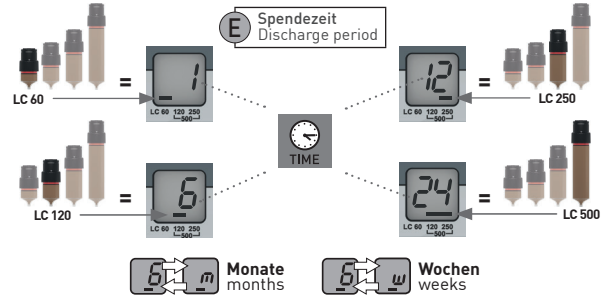 E
Spendezeit
Discharge period
1
LC 60 120 250
500
=
LC 60
12
LC 60 120 250
500
=
LC 250
TIME
6
LC 60 120 250
500
=
LC 120
24
LC 60 120 250
500
=
LC 500
6 m Monate
months
6 w Wochen
weeks